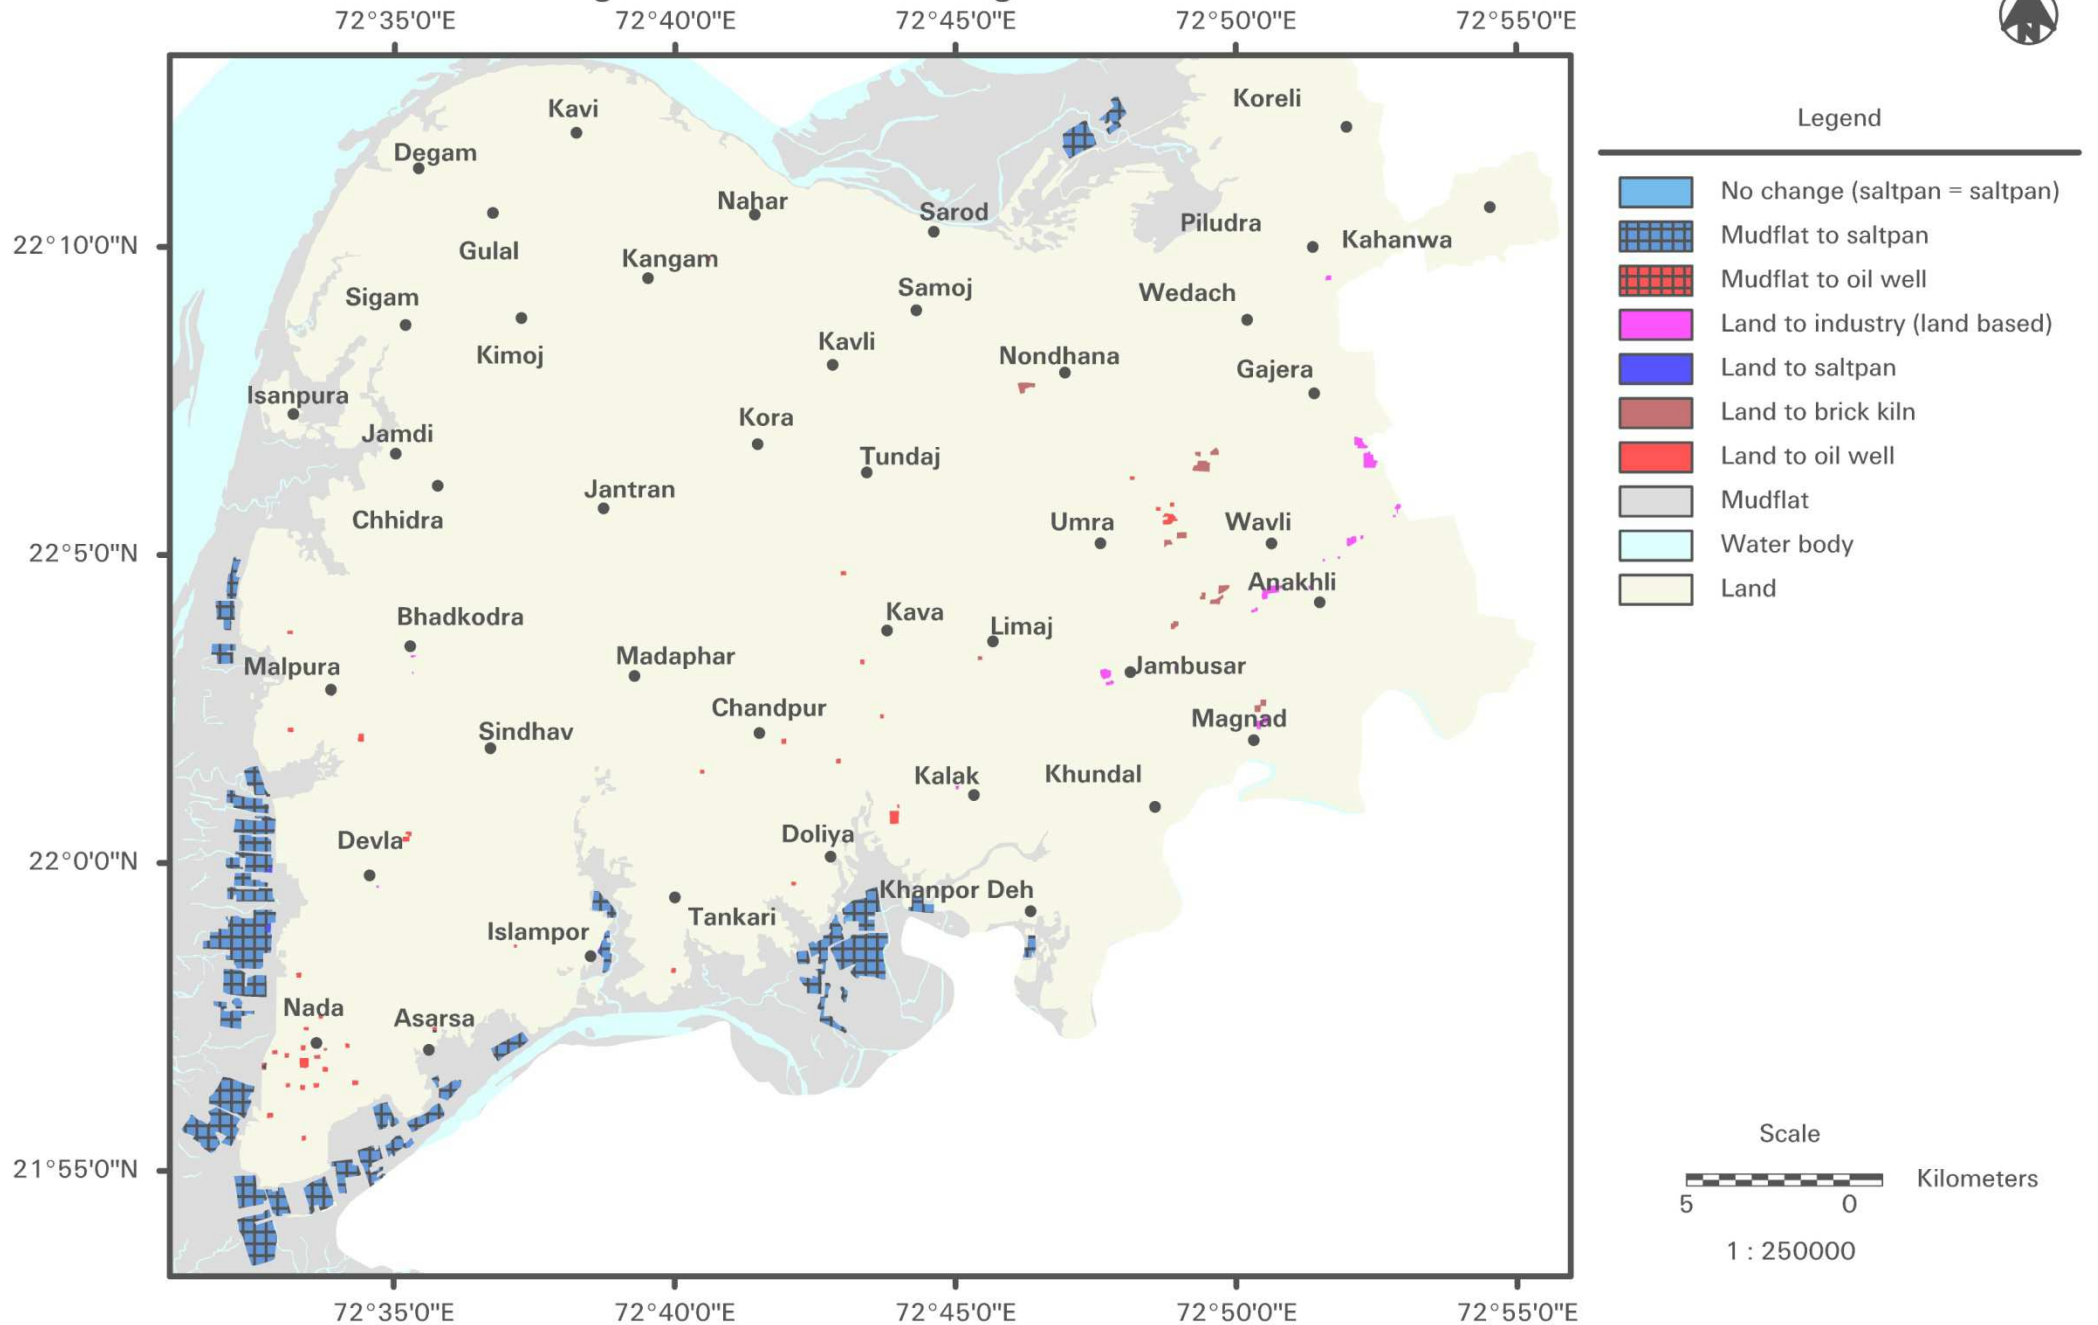 72°35'0"E 72°40'0"E 72°45'0"E 72°50'0"E 72°55'0"E
N
Koreli
Kavi
Degam
Nahar
Sarod
Piludra
Kahanwa
22°10'0"N
Gulal
Kangam
Samoj
Wedach
Sigam
Kavli
Kimoj
Nondhana
Gajera
Isanpura
Kora
Jamdi
Tundaj
Jantran
Chhidra
Umra
Wavli
22°5'0"N
Anakhli
Bhadkodra
Kava
Limaj
Malpura
Madaphar
Jambusar
Chandpur
Magnad
Sindhav
Kalak
Khundal
Devla
Doliya
22°0'0"N
Khanpor Deh
Tankari
Islampor
Nada
Asarsa
21°55'0"N
72°35'0"E 72°40'0"E 72°45'0"E 72°50'0"E 72°55'0"E
Legend
No change (saltpan = saltpan)
Mudflat to saltpan
Mudflat to oil well
Land to industry (land based)
Land to saltpan
Land to brick kiln
Land to oil well
Mudflat
Water body
Land
Scale
Kilometers
5 0
1 : 250000